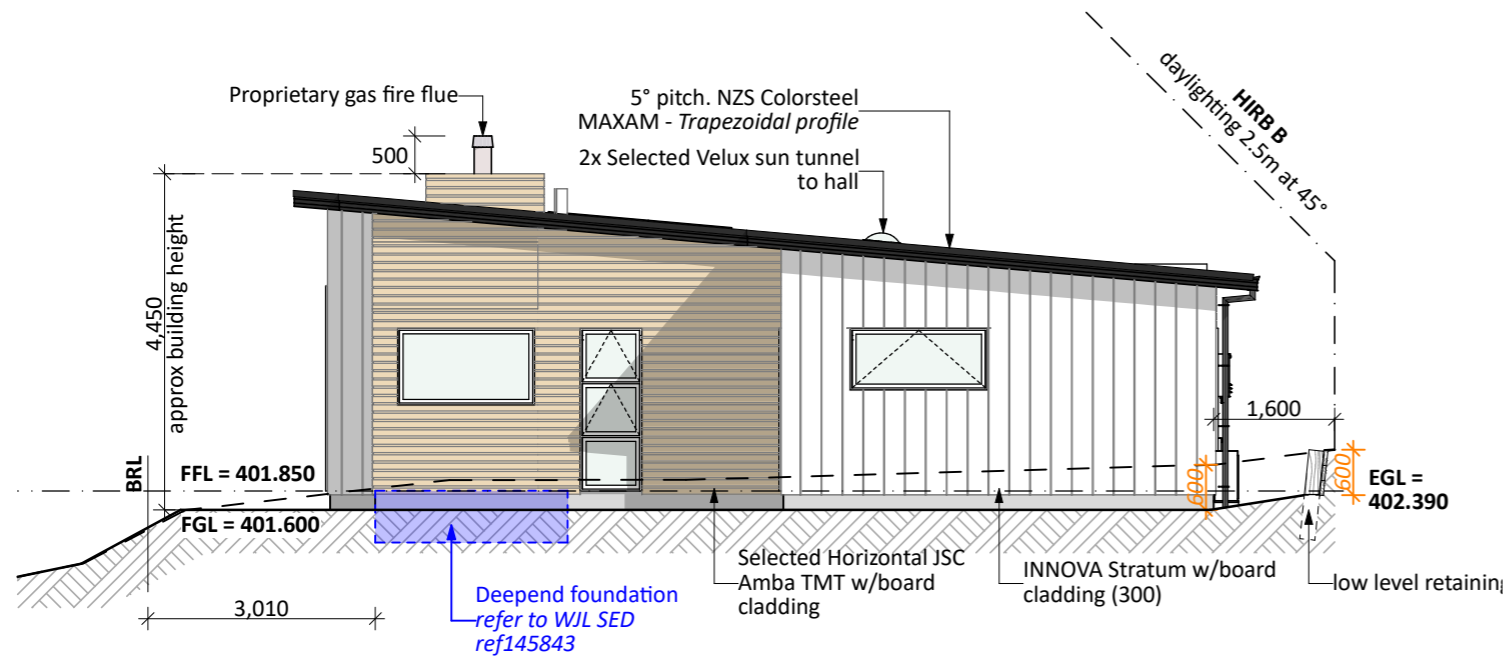 Proprietary gas fire flue
500
5° pitch. NZS Colorsteel
MAXAM - Trapezoidal profile
2x Selected Velux sun tunnel
to hall
HIRB B
daylighting 2.5m at 45°
4,450
approx building height
BRL
FFL = 401.850
FGL = 401.600
1,600
600
600
EGL =
402.390
3,010
Deepend foundation
refer to WJL SED
ref145843
Selected Horizontal JSC
Amba TMT w/board
cladding
INNOVA Stratum w/board
cladding (300)
low level retaining